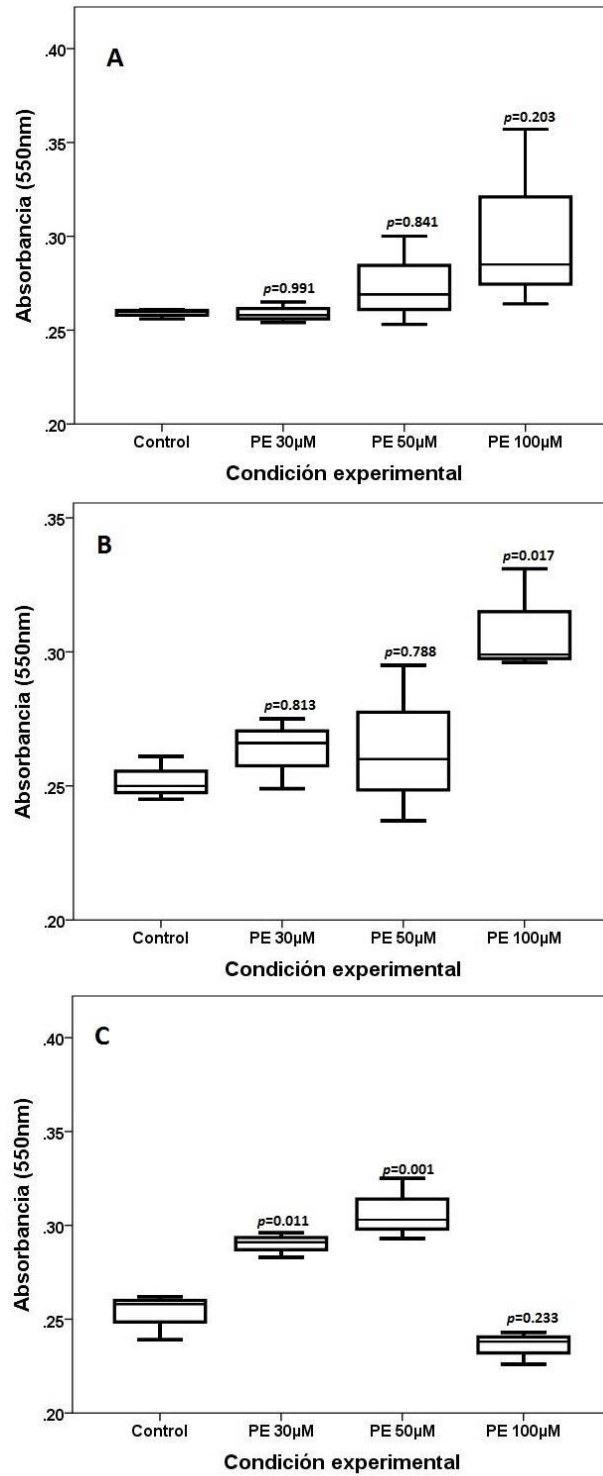 A
Absorbancia (550nm)
.40
.35
.30
.25
.20
p=0.991
p=0.841
p=0.203
Control
PE 30µM
PE 50µM
PE 100µM
Condición experimental
B
Absorbancia (550nm)
.35
.30
.25
.20
p=0.813
p=0.788
p=0.017
Control
PE 30µM
PE 50µM
PE 100µM
Condición experimental
C
Absorbancia (550nm)
.40
.35
.30
.25
.20
p=0.011
p=0.001
p=0.233
Control
PE 30µM
PE 50µM
PE 100µM
Condición experimental